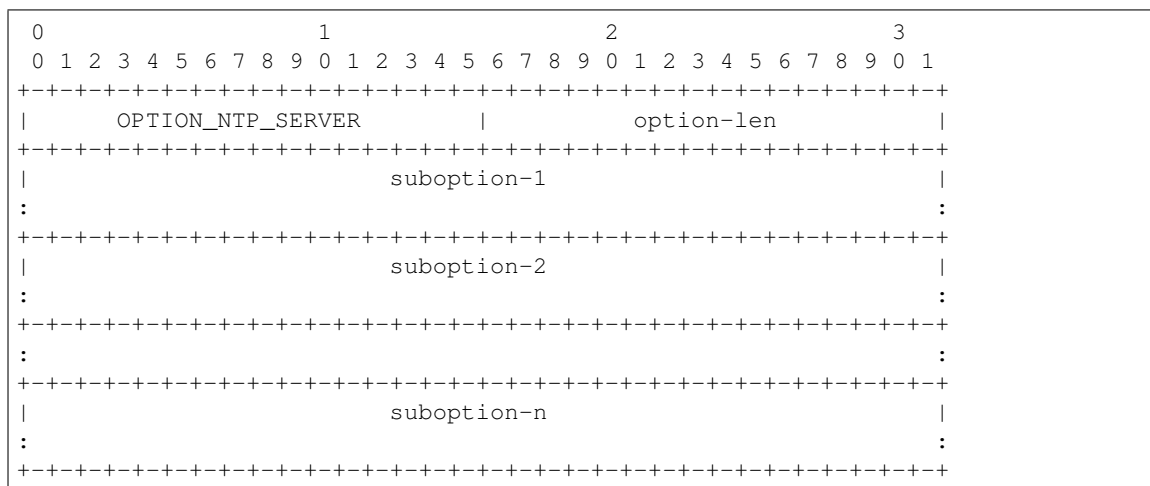 0                   1                   2                   3
 0 1 2 3 4 5 6 7 8 9 0 1 2 3 4 5 6 7 8 9 0 1 2 3 4 5 6 7 8 9 0 1
+-+-+-+-+-+-+-+-+-+-+-+-+-+-+-+-+-+-+-+-+-+-+-+-+-+-+-+-+-+-+-+-+
|      OPTION_NTP_SERVER        |          option-len           |
+-+-+-+-+-+-+-+-+-+-+-+-+-+-+-+-+-+-+-+-+-+-+-+-+-+-+-+-+-+-+-+-+
|                         suboption-1                           |
:                                                               :
+-+-+-+-+-+-+-+-+-+-+-+-+-+-+-+-+-+-+-+-+-+-+-+-+-+-+-+-+-+-+-+-+
|                         suboption-2                           |
:                                                               :
+-+-+-+-+-+-+-+-+-+-+-+-+-+-+-+-+-+-+-+-+-+-+-+-+-+-+-+-+-+-+-+-+
:                                                               :
+-+-+-+-+-+-+-+-+-+-+-+-+-+-+-+-+-+-+-+-+-+-+-+-+-+-+-+-+-+-+-+-+
|                         suboption-n                           |
:                                                               :
+-+-+-+-+-+-+-+-+-+-+-+-+-+-+-+-+-+-+-+-+-+-+-+-+-+-+-+-+-+-+-+-+